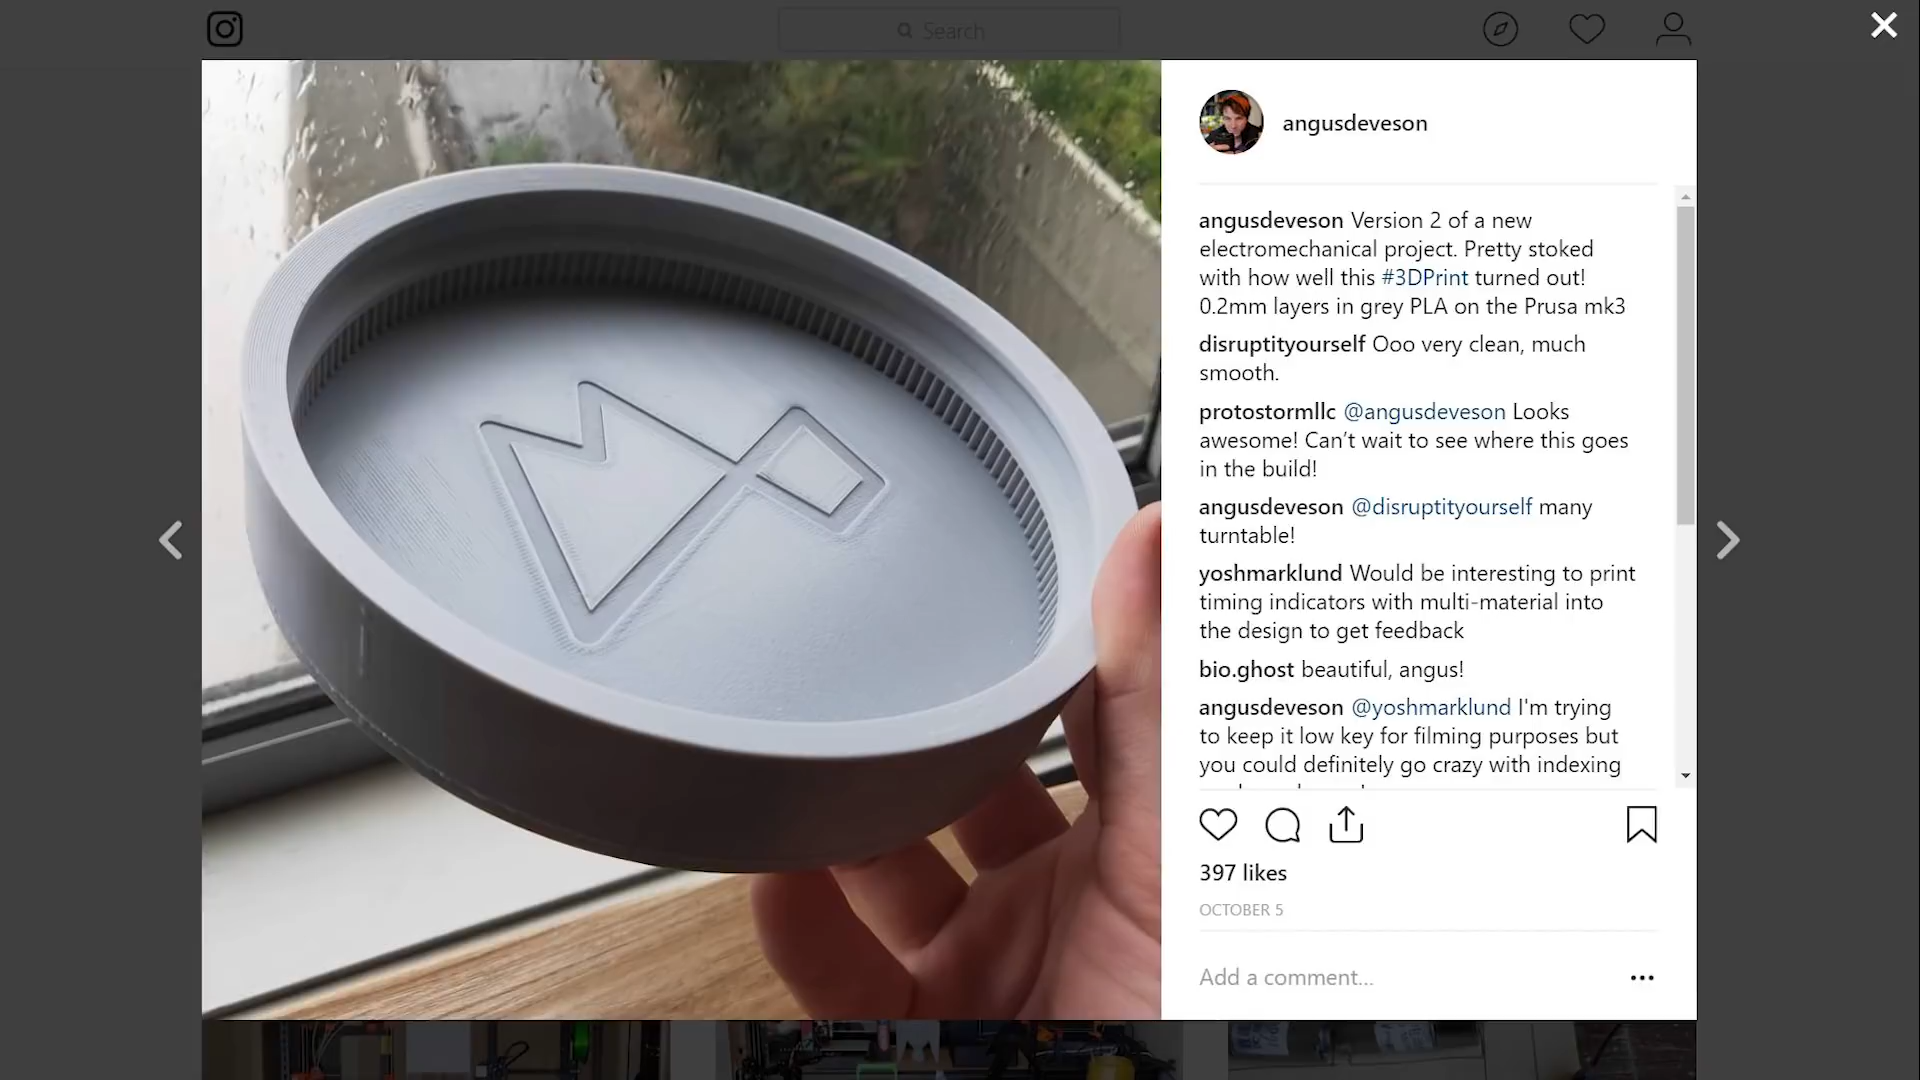 Search
angusdeveson
angusdeveson Version 2 of a new
electromechanical project. Pretty stoked
with how well this #3DPrint turned out!
0.2mm layers in grey PLA on the Prusa mk3
disruptityourself Ooo very clean, much
smooth.
protostormllc @angusdeveson Looks
awesome! Can’t wait to see where this goes
in the build!
angusdeveson @disruptityourself many
turntable!
yoshmarklund Would be interesting to print
timing indicators with multi-material into
the design to get feedback
bio.ghost beautiful, angus!
angusdeveson @yoshmarklund I'm trying
to keep it low key for filming purposes but
you could definitely go crazy with indexing
397 likes
OCTOBER 5
Add a comment...